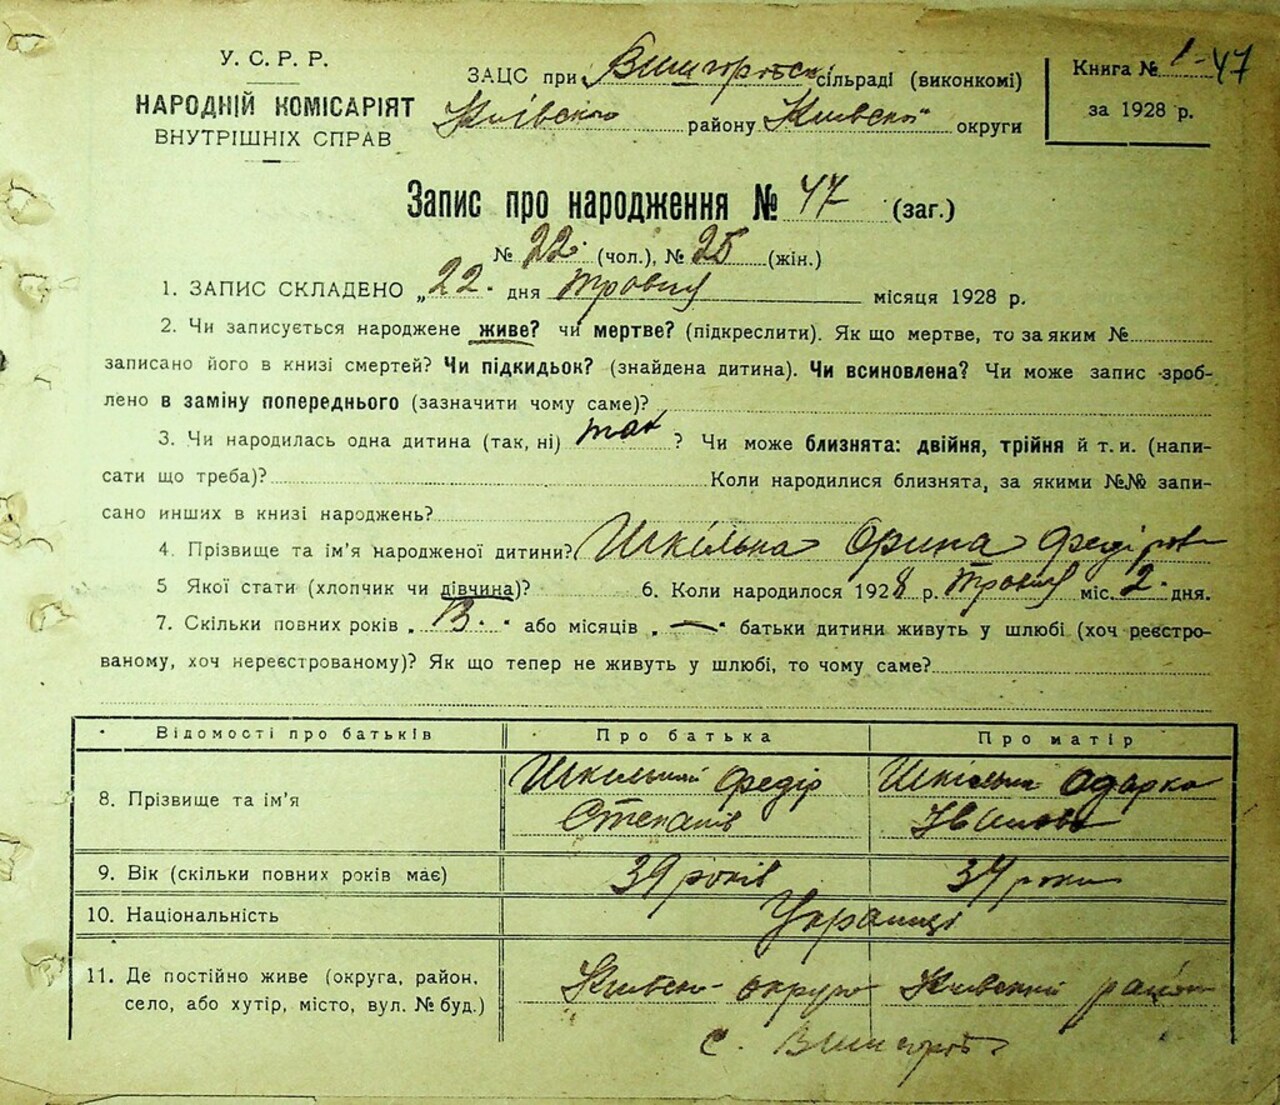 У. С. Р. Р.
НАРОДНІЙ КОМІСАРІЯТ
ВНУТРІШНІХ СПРАВ
ЗАЦС при Вишгородськ сільраді (виконкомі)
Київського району Київської округи
Книга № 1-47
за 1928 р.
Запис про народження № 47 (заг.)
№ 22. (чол.), № 25 (жін.)
1. ЗАПИС СКЛАДЕНО „22. дня травня місяця 1928 р.
2. Чи записується народжене живе? чи мертве? (підкреслити). Як що мертве, то за яким №
записано його в книзі смертей? Чи підкидьок? (знайдена дитина). Чи всиновлена? Чи може запис зроб-
лено в заміну попереднього (зазначити чому саме)?
3. Чи народилась одна дитина (так, ні) так ? Чи може близнята: двійня, трійня й т. и. (напи-
сати що треба)? Коли народилися близнята, за якими №№ запи-
сано инших в книзі народжень?
4. Прізвище та ім'я народженої дитини? Шкільна Орина Федіров
5 Якої стати (хлопчик чи дівчина)? 6. Коли народилося 1928 р. травня міс. 2. дня.
7. Скільки повних років „ 13. " або місяців „ — " батьки дитини живуть у шлюбі (хоч реєстро-
ваному, хоч нереєстрованому)? Як що тепер не живуть у шлюбі, то чому саме?
Відомості про батьків Про батька Про матір
8. Прізвище та ім'я Шкільний Федір Степанів Шкільна Одарка Іванова
9. Вік (скільки повних років має) 39 років 34 роки
10. Національність Українці
11. Де постійно живе (округа, район,
село, або хутір, місто, вул. № буд.) Київськ округа Київський район
с. Вишгород